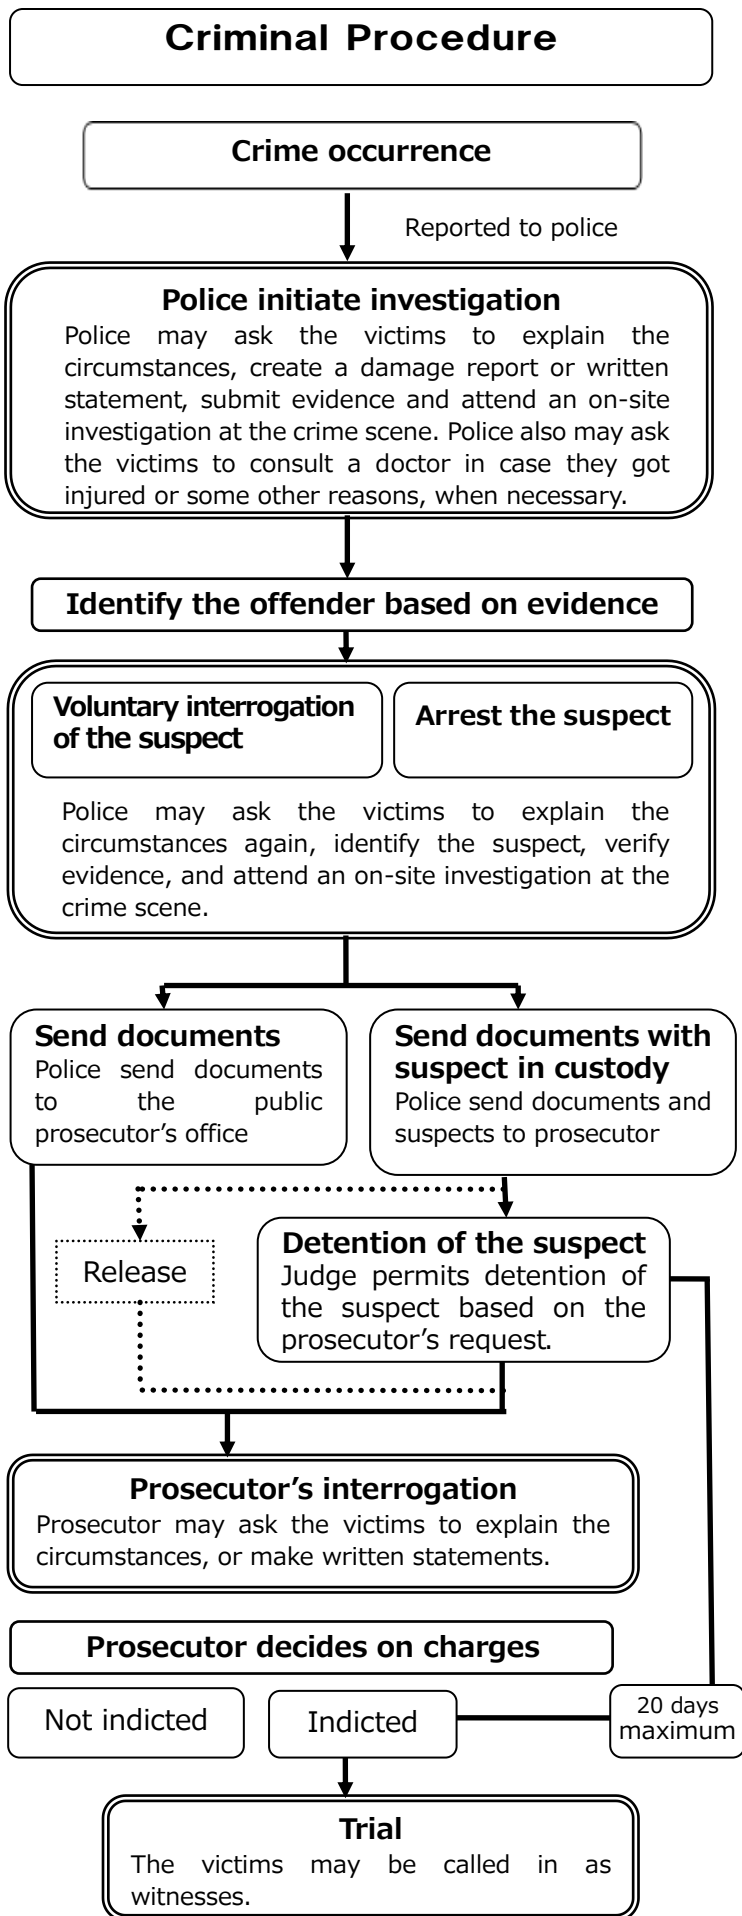 Criminal Procedure
Crime occurrence
Reported to police
Police initiate investigation
Police may ask the victims to explain the
circumstances, create a damage report or written
statement, submit evidence and attend an on-site
investigation at the crime scene. Police also may ask
the victims to consult a doctor in case they got
injured or some other reasons, when necessary.
Identify the offender based on evidence
Voluntary interrogation
of the suspect
Arrest the suspect
Police may ask the victims to explain the
circumstances again, identify the suspect, verify
evidence, and attend an on-site investigation at the
crime scene.
Send documents
Police send documents
to the public
prosecutor’s office
Send documents with
suspect in custody
Police send documents and
suspects to prosecutor
Release
Detention of the suspect
Judge permits detention of
the suspect based on the
prosecutor’s request.
Prosecutor’s interrogation
Prosecutor may ask the victims to explain the
circumstances, or make written statements.
Prosecutor decides on charges
Not indicted
Indicted
20 days
maximum
Trial
The victims may be called in as
witnesses.